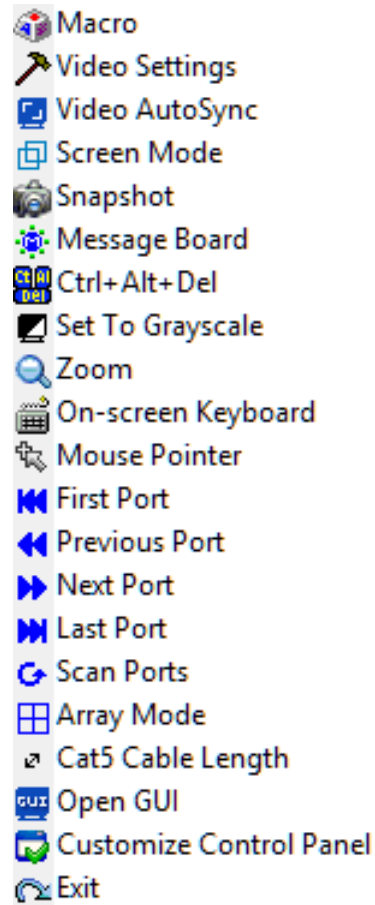 Macro
Video Settings
Video AutoSync
Screen Mode
Snapshot
Message Board
Ctrl+Alt+Del
Set To Grayscale
Zoom
On-screen Keyboard
Mouse Pointer
First Port
Previous Port
Next Port
Last Port
Scan Ports
Array Mode
Cat5 Cable Length
GUI Open GUI
Customize Control Panel
Exit